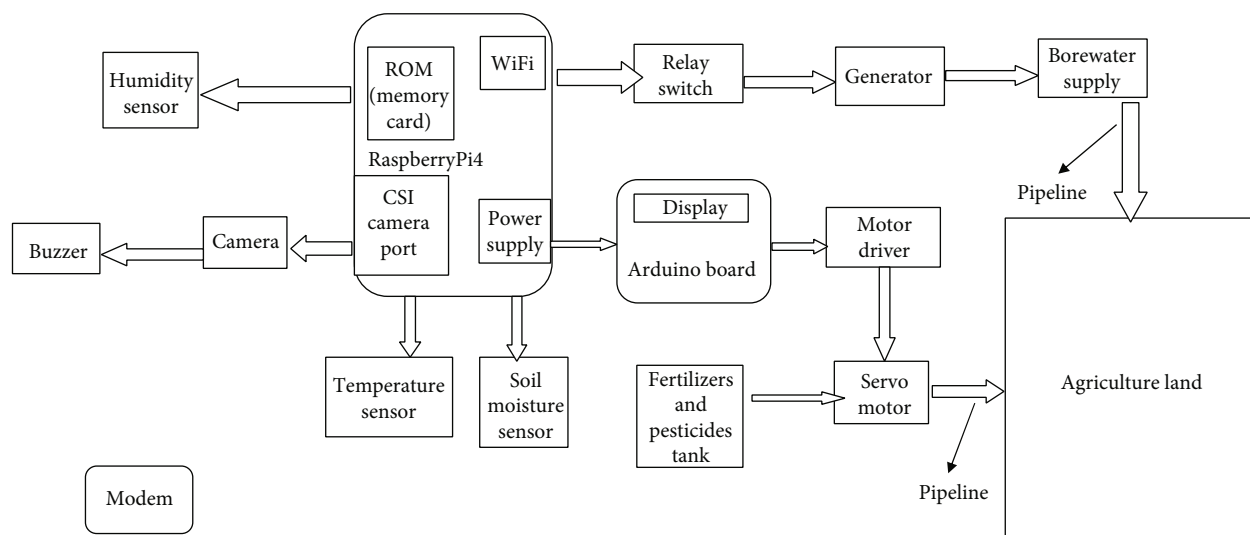 Humidity
sensor
ROM
(memory
card)
WiFi
RaspberryPi4
CSI
camera
port
Power
supply
Relay
switch
Generator
Borewater
supply
Pipeline
Buzzer
Camera
Display
Arduino board
Motor
driver
Temperature
sensor
Soil
moisture
sensor
Fertilizers
and
pesticides
tank
Servo
motor
Agriculture land
Pipeline
Modem